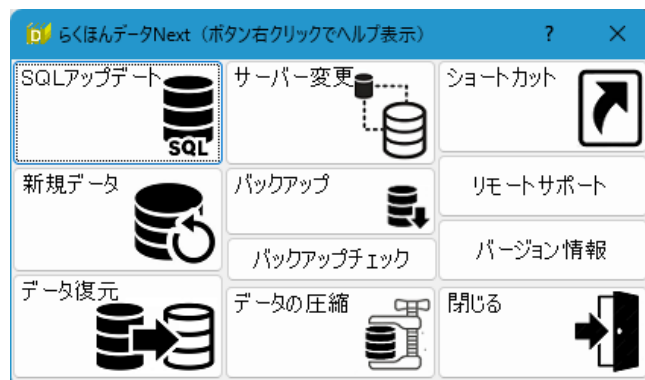 らくほんデータNext（ボタン右クリックでヘルプ表示）
?
SQLアップデート
SQL
サーバー変更
ショートカット
新規データ
バックアップ
リモートサポート
バックアップチェック
バージョン情報
データ復元
データの圧縮
閉じる